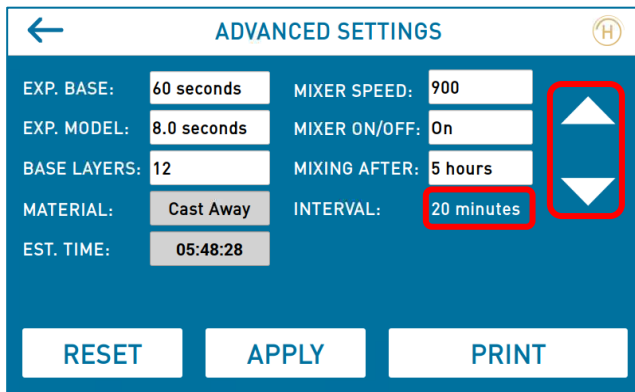 ADVANCED SETTINGS
H
EXP. BASE: 60 seconds
MIXER SPEED: 900
EXP. MODEL: 8.0 seconds
MIXER ON/OFF: On
BASE LAYERS: 12
MIXING AFTER: 5 hours
MATERIAL: Cast Away
INTERVAL: 20 minutes
EST. TIME: 05:48:28
RESET
APPLY
PRINT